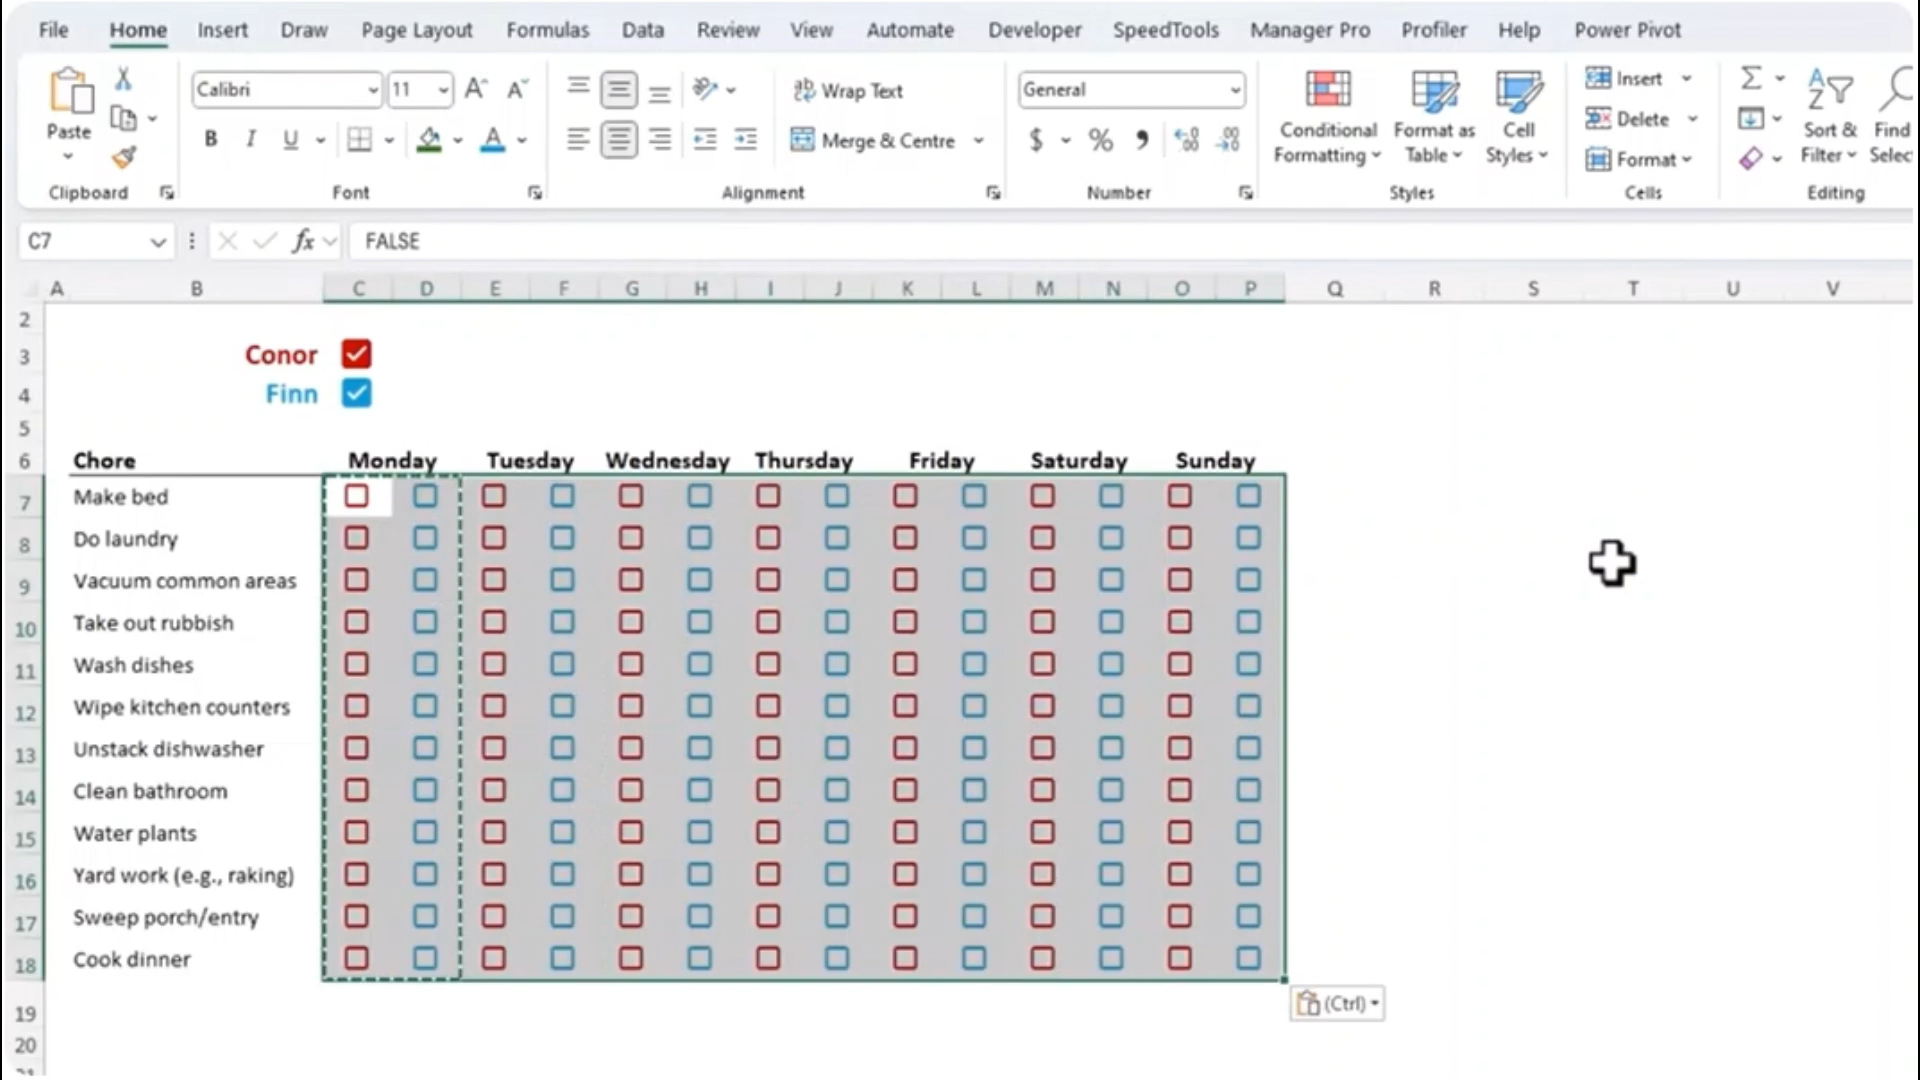 File Home Insert Draw Page Layout Formulas Data Review View Automate Developer SpeedTools Manager Pro Profiler Help Power Pivot
Paste
Clipboard
Calibri 11
B I U
Font
Wrap Text
Merge & Centre
Alignment
General
$ % ,
Number
Conditional Formatting
Format as Table
Cell Styles
Styles
Insert
Delete
Format
Cells
Sort & Filter
Find
Selec
Editing
C7 fx FALSE
A B C D E F G H I J K L M N O P Q R S T U V
2
3 Conor
4 Finn
5
6 Chore Monday Tuesday Wednesday Thursday Friday Saturday Sunday
7 Make bed
8 Do laundry
9 Vacuum common areas
10 Take out rubbish
11 Wash dishes
12 Wipe kitchen counters
13 Unstack dishwasher
14 Clean bathroom
15 Water plants
16 Yard work (e.g., raking)
17 Sweep porch/entry
18 Cook dinner
(Ctrl)
19
20